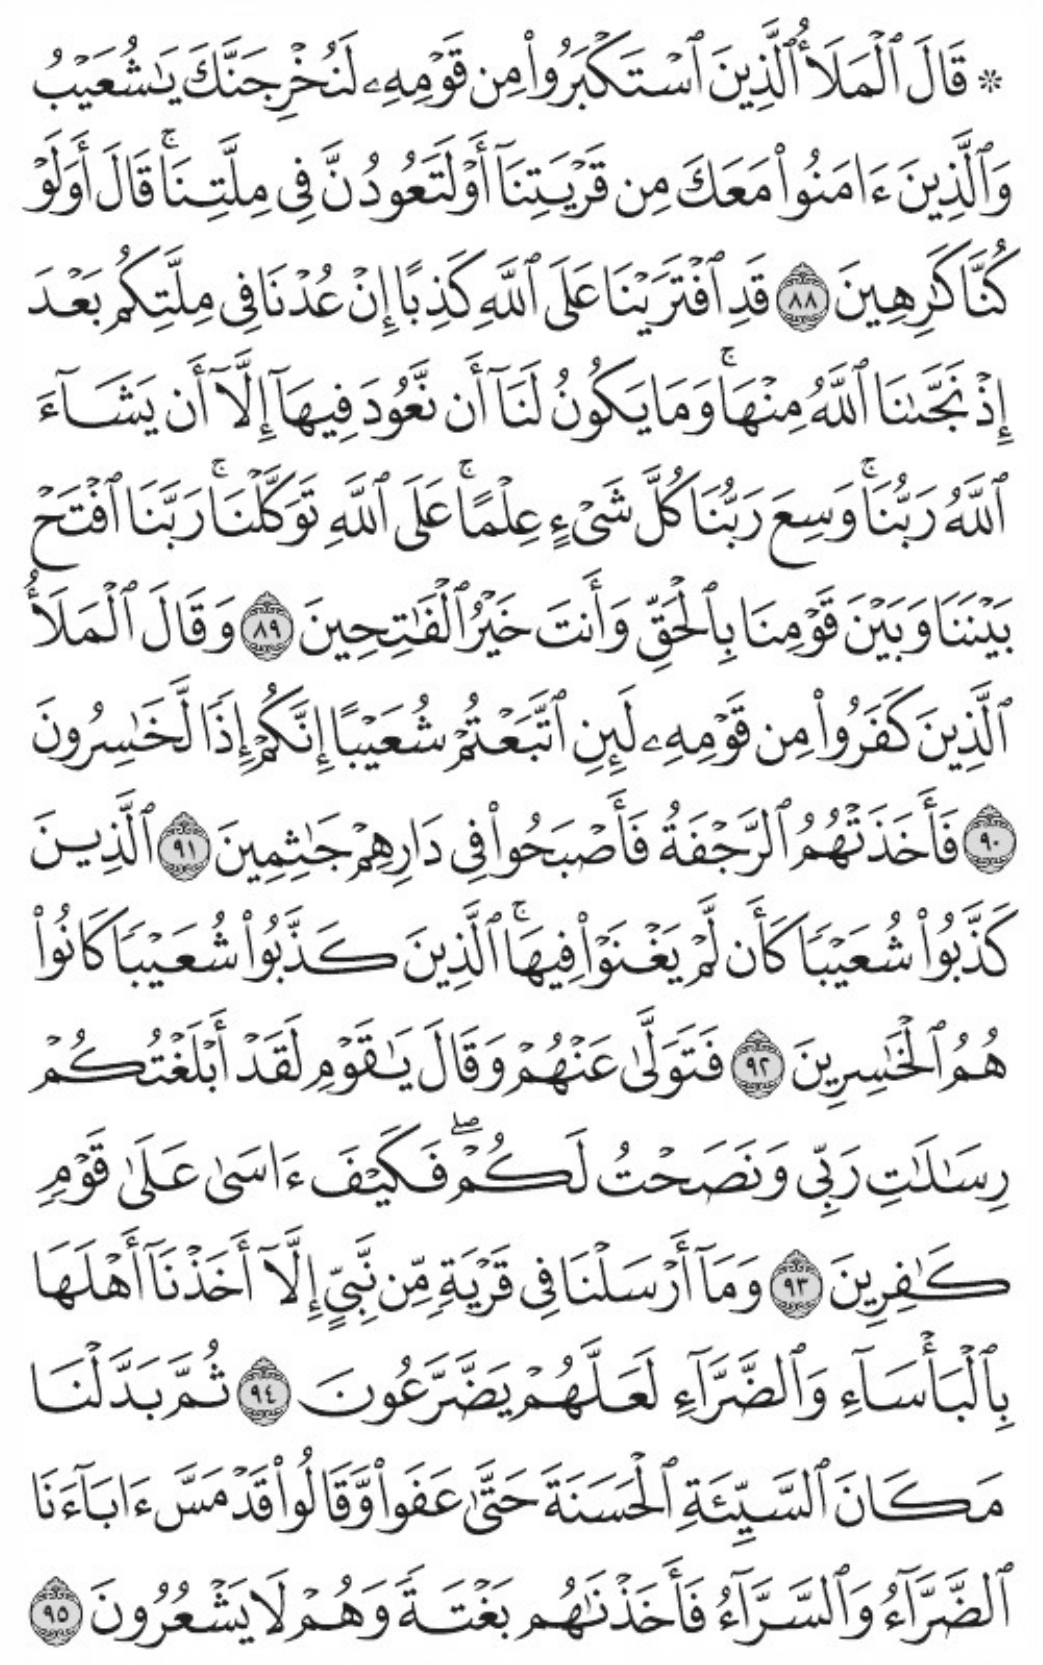 ۞ قَالَ ٱلْمَلَأُ ٱلَّذِينَ ٱسْتَكْبَرُوا۟ مِن قَوْمِهِۦ لَنُخْرِجَنَّكَ يَـٰشُعَيْبُ
وَٱلَّذِينَ ءَامَنُوا۟ مَعَكَ مِن قَرْيَتِنَآ أَوْ لَتَعُودُنَّ فِى مِلَّتِنَا ۚ قَالَ أَوَلَوْ
كُنَّا كَـٰرِهِينَ ٨٨ قَدِ ٱفْتَرَيْنَا عَلَى ٱللَّهِ كَذِبًا إِنْ عُدْنَا فِى مِلَّتِكُم بَعْدَ
إِذْ نَجَّىٰنَا ٱللَّهُ مِنْهَا ۚ وَمَا يَكُونُ لَنَآ أَن نَّعُودَ فِيهَآ إِلَّآ أَن يَشَآءَ
ٱللَّهُ رَبُّنَا ۚ وَسِعَ رَبُّنَا كُلَّ شَىْءٍ عِلْمًا ۚ عَلَى ٱللَّهِ تَوَكَّلْنَا ۚ رَبَّنَا ٱفْتَحْ
بَيْنَنَا وَبَيْنَ قَوْمِنَا بِٱلْحَقِّ وَأَنتَ خَيْرُ ٱلْفَـٰتِحِينَ ٨٩ وَقَالَ ٱلْمَلَأُ
ٱلَّذِينَ كَفَرُوا۟ مِن قَوْمِهِۦ لَئِنِ ٱتَّبَعْتُمْ شُعَيْبًا إِنَّكُمْ إِذًا لَّخَـٰسِرُونَ
٩٠ فَأَخَذَتْهُمُ ٱلرَّجْفَةُ فَأَصْبَحُوا۟ فِى دَارِهِمْ جَـٰثِمِينَ ٩١ ٱلَّذِينَ
كَذَّبُوا۟ شُعَيْبًا كَأَن لَّمْ يَغْنَوْا۟ فِيهَا ۚ ٱلَّذِينَ كَذَّبُوا۟ شُعَيْبًا كَانُوا۟
هُمُ ٱلْخَـٰسِرِينَ ٩٢ فَتَوَلَّىٰ عَنْهُمْ وَقَالَ يَـٰقَوْمِ لَقَدْ أَبْلَغْتُكُمْ
رِسَـٰلَـٰتِ رَبِّى وَنَصَحْتُ لَكُمْ ۖ فَكَيْفَ ءَاسَىٰ عَلَىٰ قَوْمٍ
كَـٰفِرِينَ ٩٣ وَمَآ أَرْسَلْنَا فِى قَرْيَةٍ مِّن نَّبِىٍّ إِلَّآ أَخَذْنَآ أَهْلَهَا
بِٱلْبَأْسَآءِ وَٱلضَّرَّآءِ لَعَلَّهُمْ يَضَّرَّعُونَ ٩٤ ثُمَّ بَدَّلْنَا
مَكَانَ ٱلسَّيِّئَةِ ٱلْحَسَنَةَ حَتَّىٰ عَفَوا۟ وَّقَالُوا۟ قَدْ مَسَّ ءَابَآءَنَا
ٱلضَّرَّآءُ وَٱلسَّرَّآءُ فَأَخَذْنَـٰهُم بَغْتَةً وَهُمْ لَا يَشْعُرُونَ ٩٥